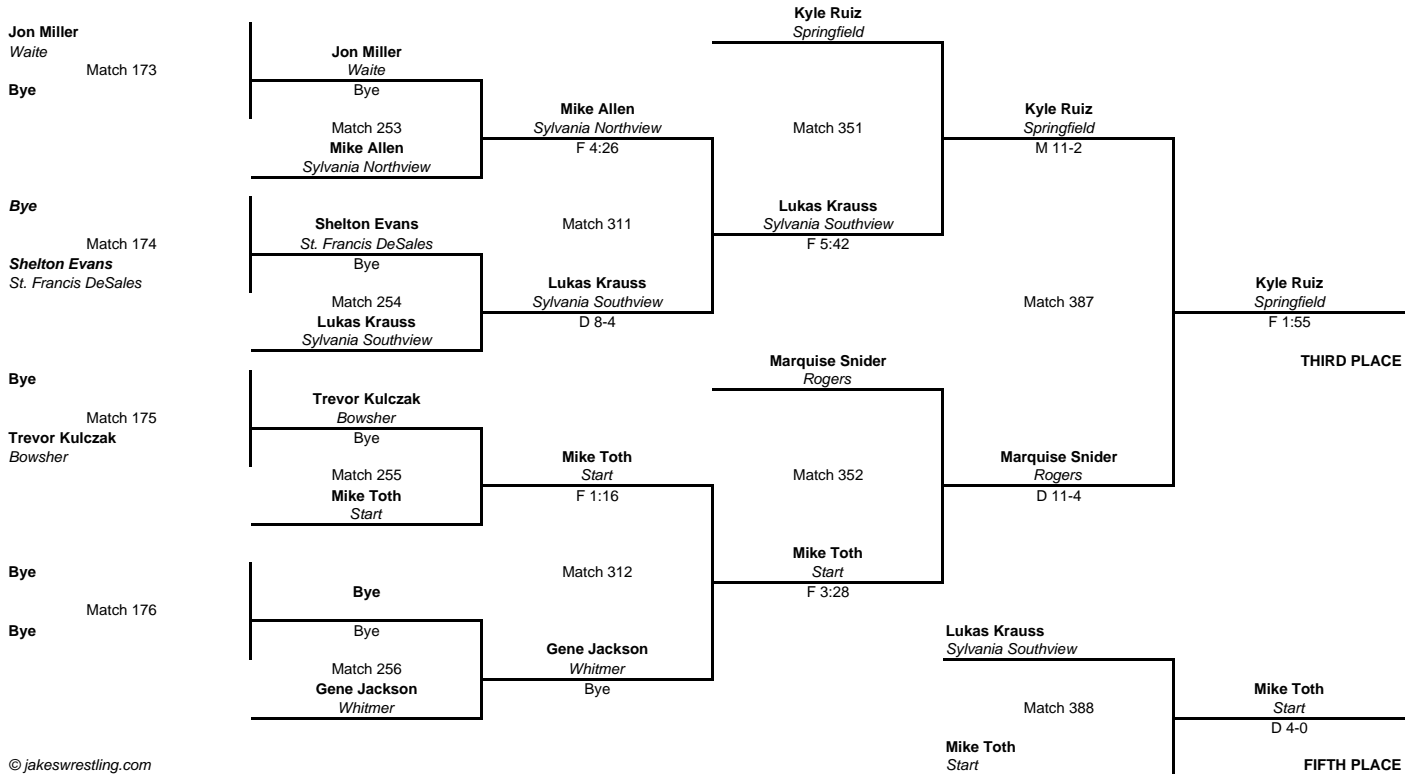 Jon Miller
Waite
Match 173
Bye
Bye
Match 174
Shelton Evans
St. Francis DeSales
Bye
Match 175
Trevor Kulczak
Bowsher
Bye
Match 176
Bye
Jon Miller
Waite
Bye
Match 253
Mike Allen
Sylvania Northview
Shelton Evans
St. Francis DeSales
Bye
Match 254
Lukas Krauss
Sylvania Southview
Trevor Kulczak
Bowsher
Bye
Match 255
Mike Toth
Start
Bye
Bye
Match 256
Gene Jackson
Whitmer
Mike Allen
Sylvania Northview
F 4:26
Match 311
Lukas Krauss
Sylvania Southview
D 8-4
Mike Toth
Start
F 1:16
Match 312
Gene Jackson
Whitmer
Bye
Kyle Ruiz
Springfield
Match 351
Lukas Krauss
Sylvania Southview
F 5:42
Marquise Snider
Rogers
Match 352
Mike Toth
Start
F 3:28
Kyle Ruiz
Springfield
M 11-2
Match 387
Marquise Snider
Rogers
D 11-4
Kyle Ruiz
Springfield
F 1:55
THIRD PLACE
Lukas Krauss
Sylvania Southview
Match 388
Mike Toth
Start
Mike Toth
Start
D 4-0
FIFTH PLACE
© jakeswrestling.com